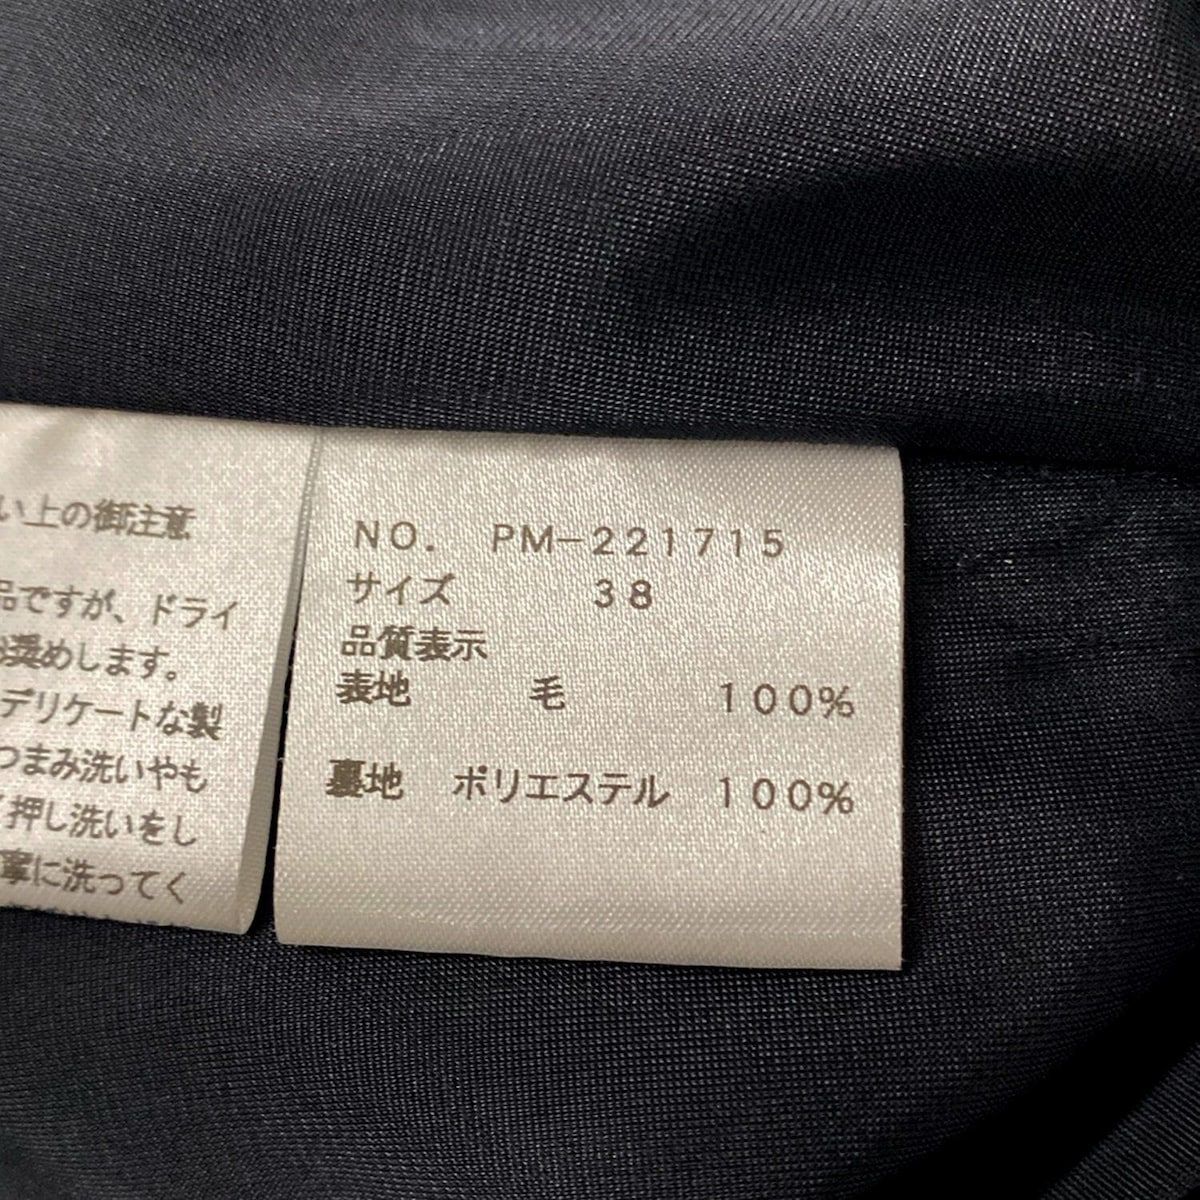 い上の御注意
品ですが、ドライ
奨めします。
デリケートな製
つまみ洗いやも
押し洗いをし
寧に洗ってく
NO. PM-221715
サイズ 38
品質表示
表地 毛 100%
裏地 ポリエステル 100%